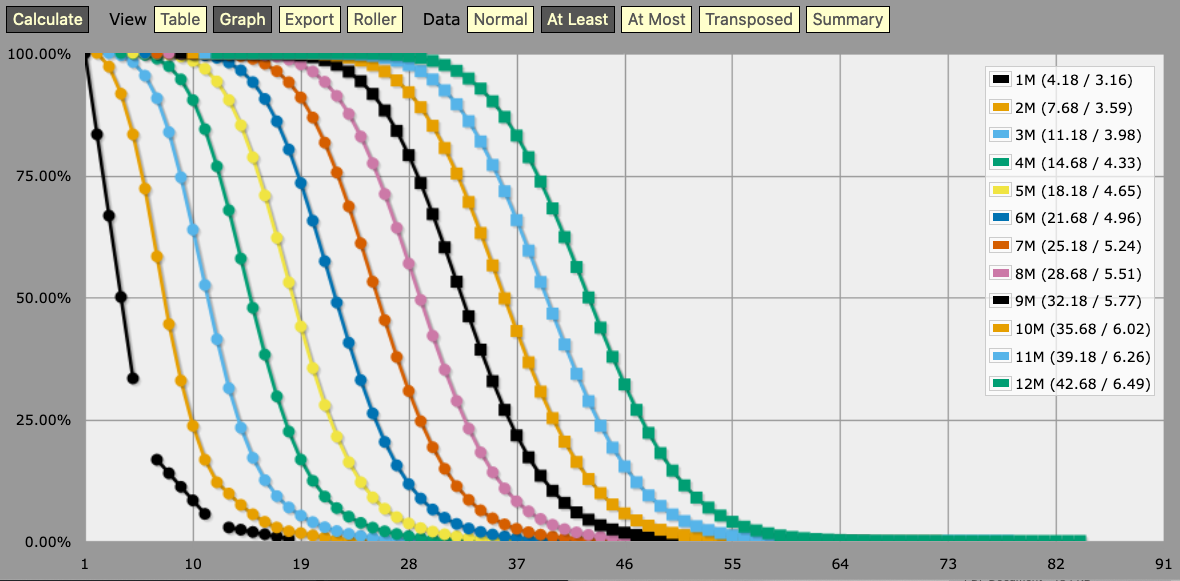 Calculate View Table Graph Export Roller Data Normal At Least At Most Transposed Summary
100.00%
75.00%
50.00%
25.00%
0.00%
1 10 19 28 37 46 55 64 73 82 91
1M (4.18 / 3.16)
2M (7.68 / 3.59)
3M (11.18 / 3.98)
4M (14.68 / 4.33)
5M (18.18 / 4.65)
6M (21.68 / 4.96)
7M (25.18 / 5.24)
8M (28.68 / 5.51)
9M (32.18 / 5.77)
10M (35.68 / 6.02)
11M (39.18 / 6.26)
12M (42.68 / 6.49)